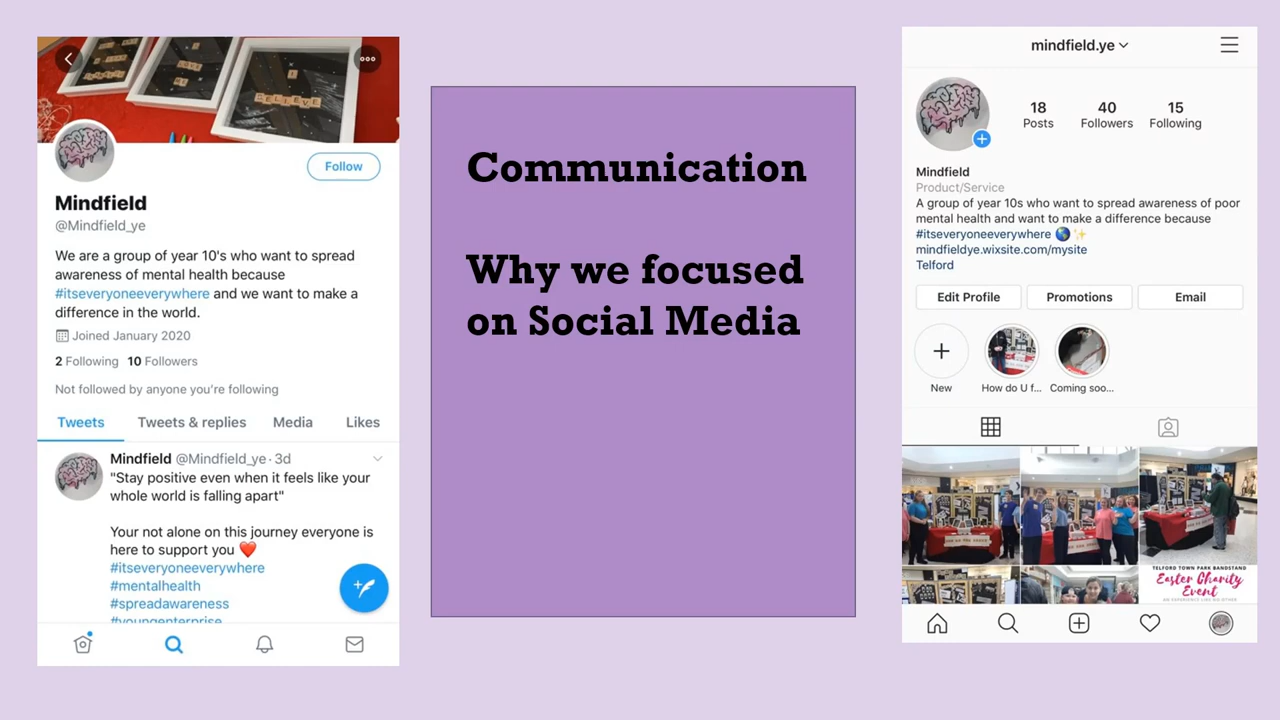 BELIEVE
Follow
Mindfield
@Mindfield_ye
We are a group of year 10's who want to spread
awareness of mental health because
#itseveryoneeverywhere and we want to make a
difference in the world.
Joined January 2020
2 Following 10 Followers
Not followed by anyone you're following
Tweets Tweets & replies Media Likes
Mindfield @Mindfield_ye · 3d
"Stay positive even when it feels like your
whole world is falling apart"
Your not alone on this journey everyone is
here to support you
#itseveryoneeverywhere
#mentalhealth
#spreadawareness
#youngenterprise
Communication
Why we focused
on Social Media
mindfield.ye
18 40 15
Posts Followers Following
Mindfield
Product/Service
A group of year 10s who want to spread awareness of poor
mental health and want to make a difference because
#itseveryoneeverywhere
mindfieldye.wixsite.com/mysite
Telford
Edit Profile Promotions Email
New How do U f... Coming soo...
TELFORD TOWN PARK BANDSTAND
Easter Charity
Event